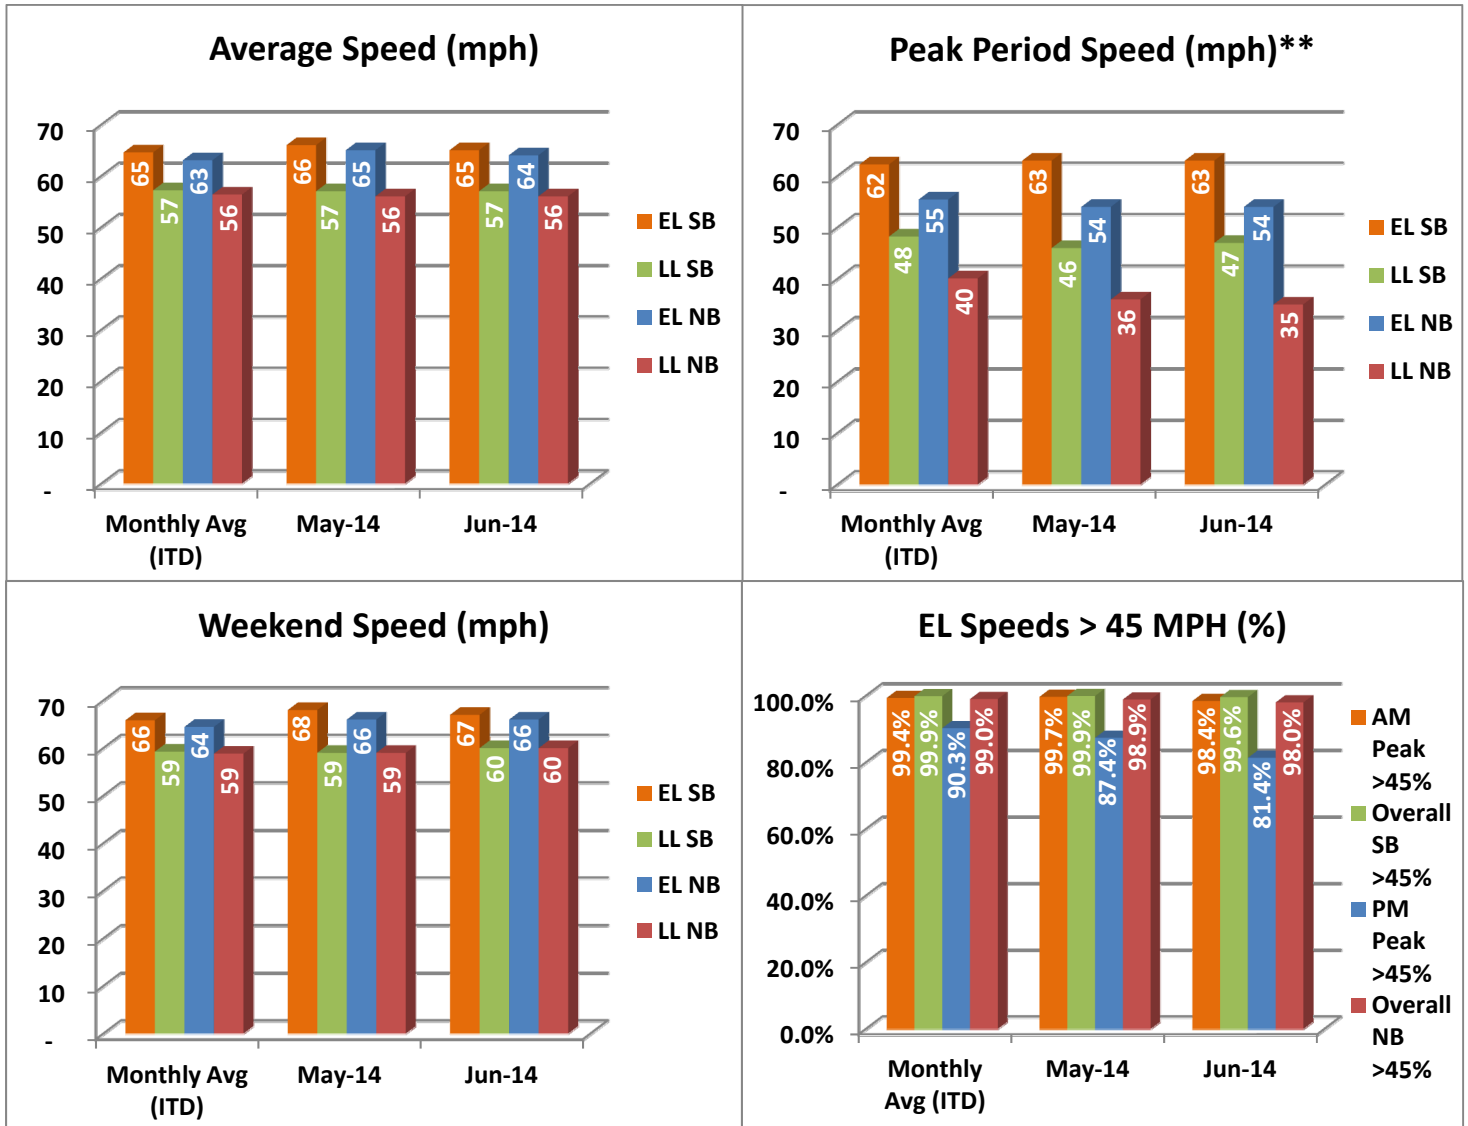 Average Speed (mph)
70
60
50
40
30
20
10
-
65
57
63
56
66
57
65
56
65
57
64
56
Monthly Avg
(ITD)
May-14
Jun-14
EL SB
LL SB
EL NB
LL NB
Peak Period Speed (mph)**
70
60
50
40
30
20
10
-
62
48
55
40
63
46
54
36
63
47
54
35
Monthly Avg
(ITD)
May-14
Jun-14
EL SB
LL SB
EL NB
LL NB
Weekend Speed (mph)
70
60
50
40
30
20
10
-
66
59
64
59
68
59
66
59
67
60
66
60
Monthly Avg
(ITD)
May-14
Jun-14
EL SB
LL SB
EL NB
LL NB
EL Speeds > 45 MPH (%)
100.0%
80.0%
60.0%
40.0%
20.0%
0.0%
99.4%
99.9%
90.3%
99.0%
99.7%
99.9%
87.4%
98.9%
98.4%
99.6%
81.4%
98.0%
Monthly
Avg (ITD)
May-14
Jun-14
AM
Peak
>45%
Overall
SB
>45%
PM
Peak
>45%
Overall
NB
>45%